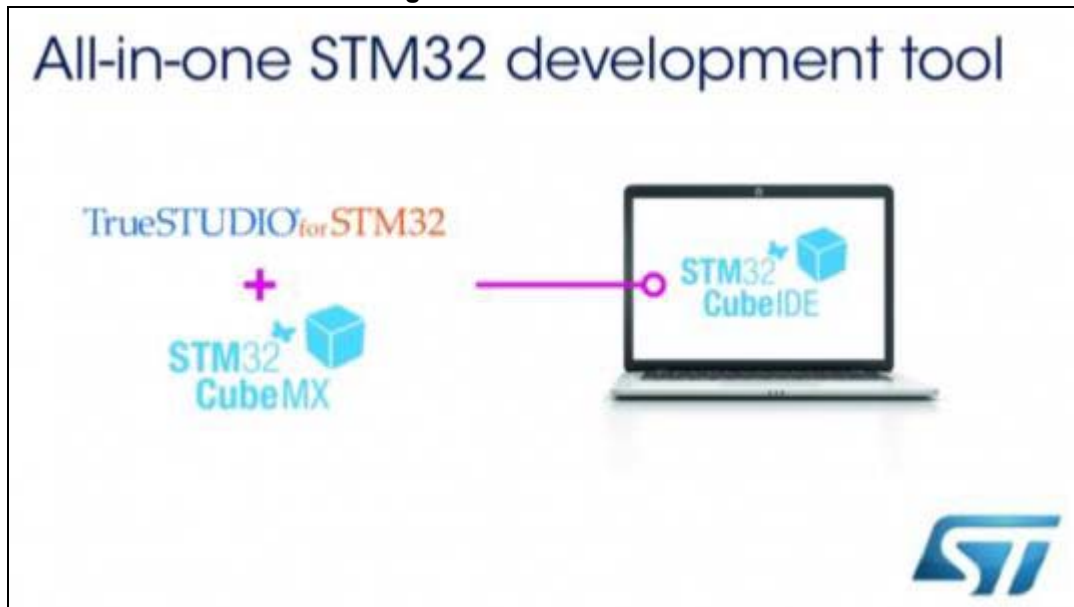 All-in-one STM32 development tool
TrueSTUDIO® for STM32
+
STM32
CubeMX
STM32
CubeIDE
ST